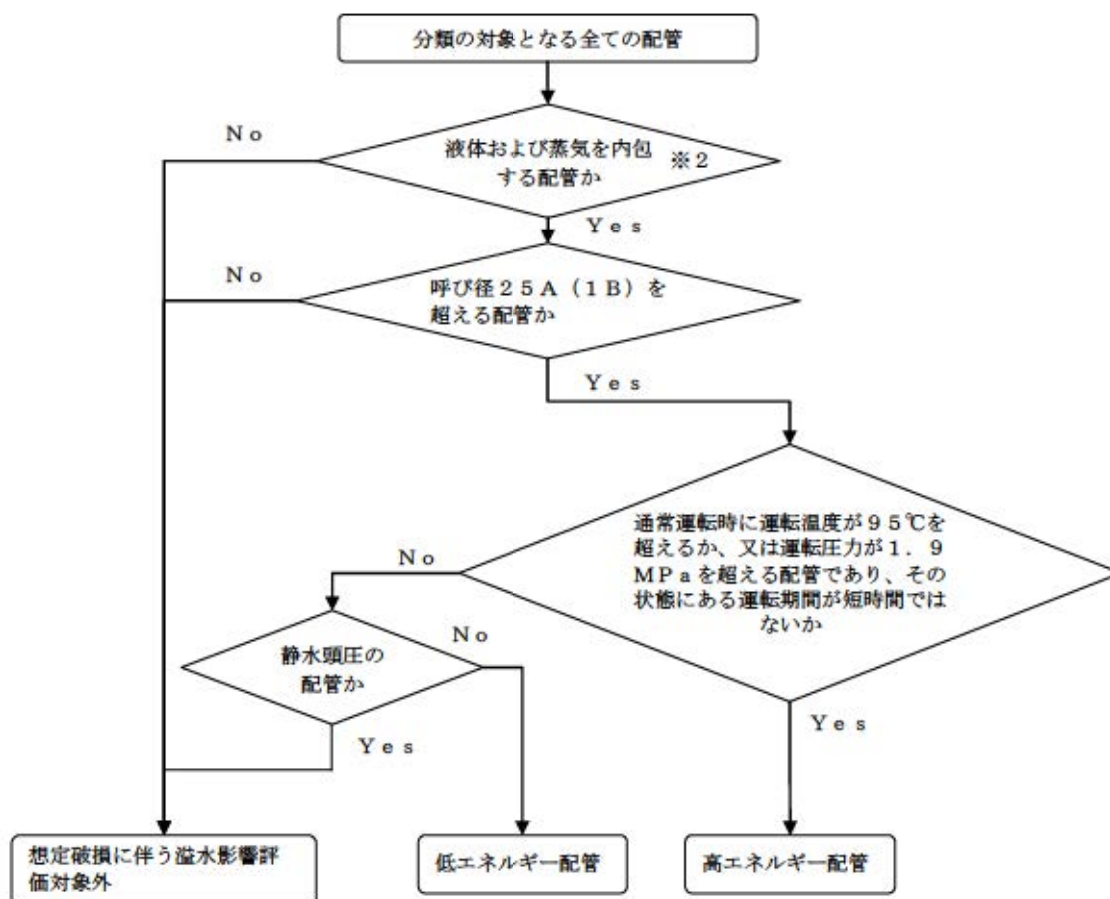 分類の対象となる全ての配管
No
液体および蒸気を内包
する配管か
※2
Yes
No
呼び径25A(1B)を
超える配管か
Yes
通常運転時に運転温度が95℃を
超えるか、又は運転圧力が1.9
MPaを超える配管であり、その
状態にある運転期間が短時間では
ないか
No
No
静水頭圧の
配管か
Yes
Yes
想定破損に伴う溢水影響評
価対象外
低エネルギー配管
高エネルギー配管